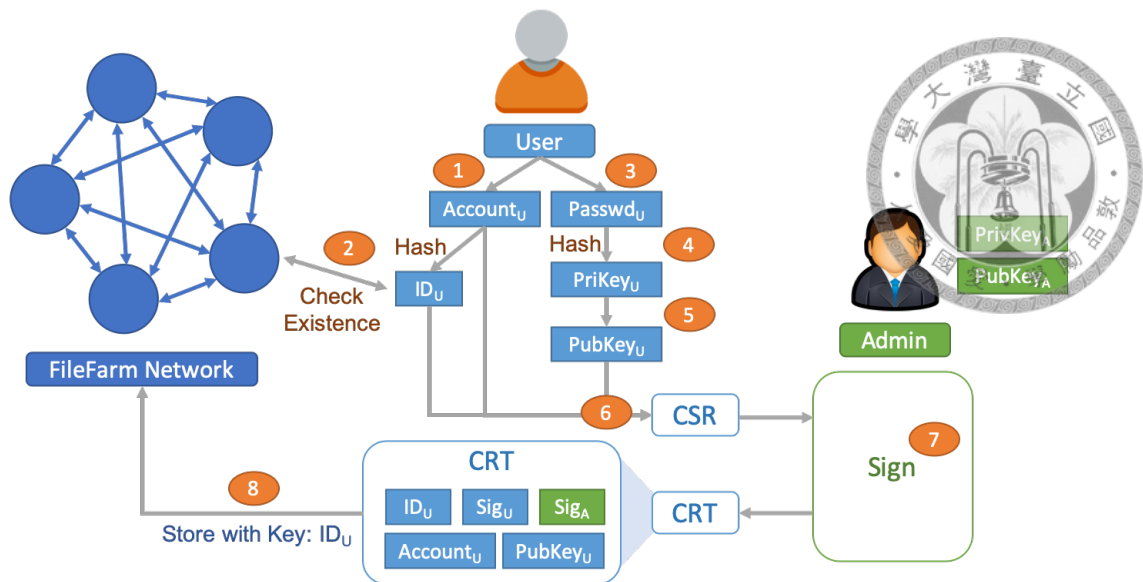 User
1
3
Account_U
Passwd_U
2
Hash
Hash
4
PrivKey_A
ID_U
PriKey_U
PubKey_A
Check
Existence
5
PubKey_U
Admin
FileFarm Network
6
CSR
7
Sign
CRT
8
ID_U
Sig_U
Sig_A
CRT
Store with Key: ID_U
Account_U
PubKey_U